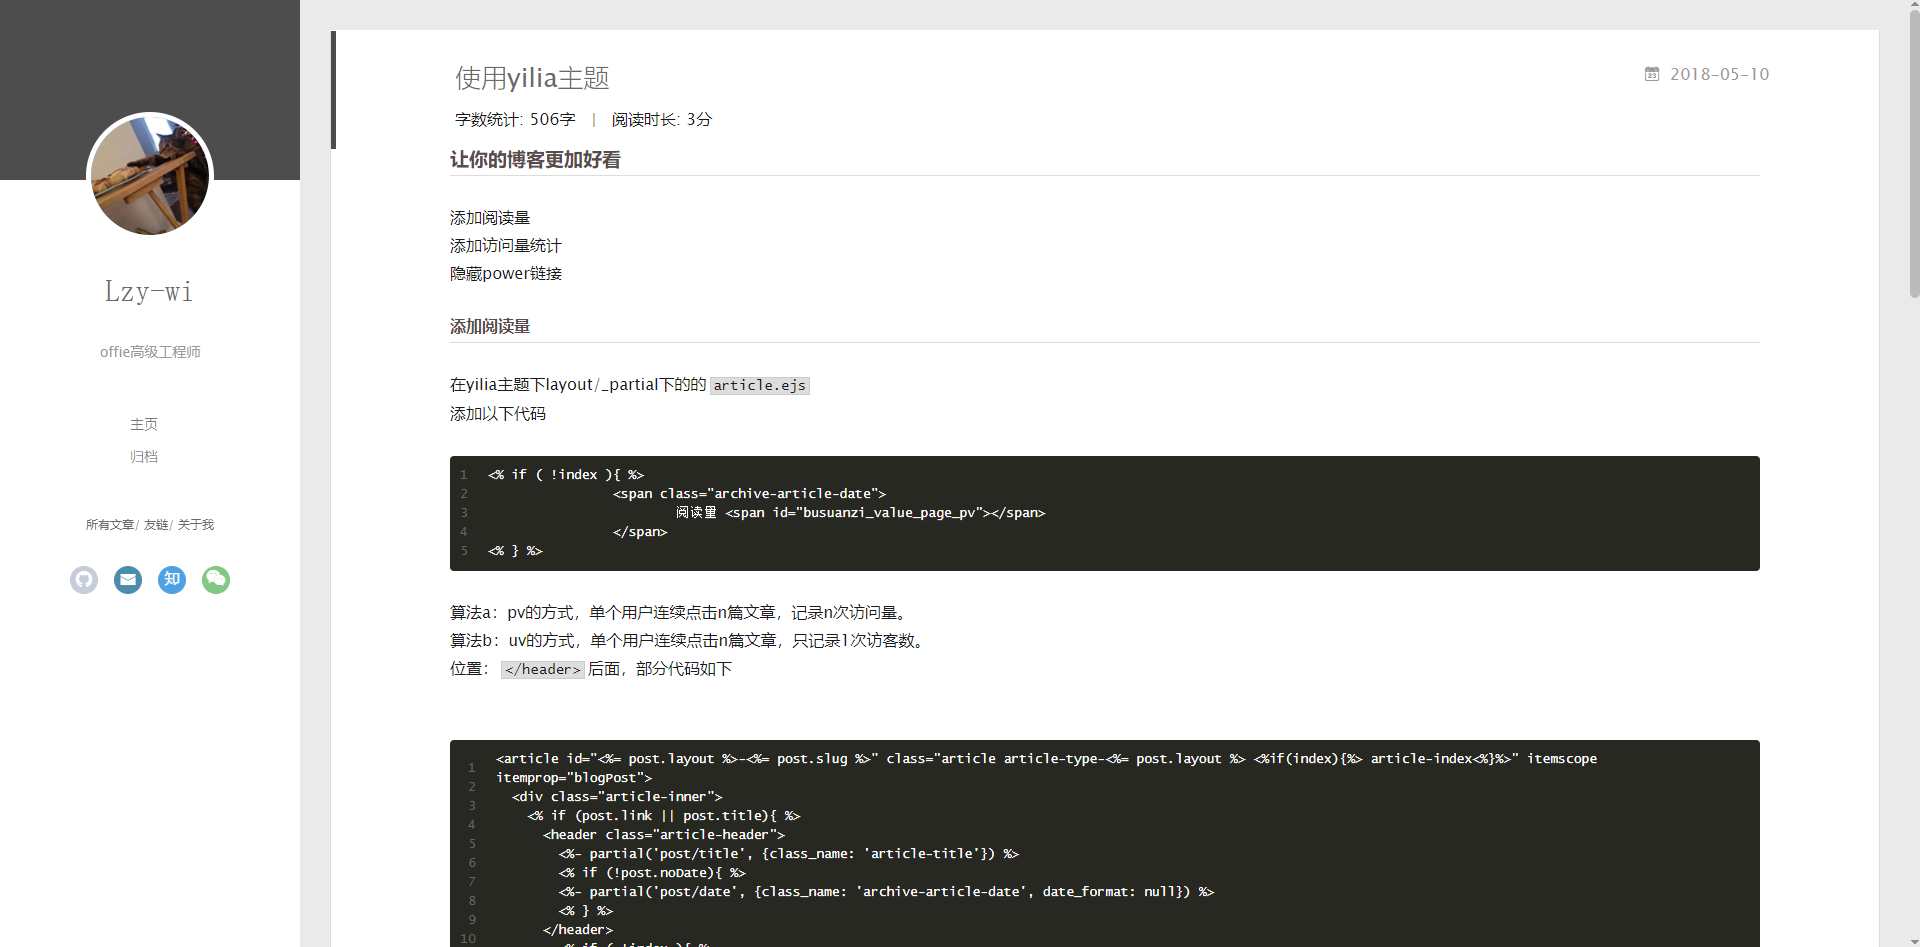 Lzy-wi
offie高级工程师
主页
归档
所有文章/ 友链/ 关于我
知
使用yilia主题
23 2018-05-10
字数统计: 506字 | 阅读时长: 3分
让你的博客更加好看
添加阅读量
添加访问量统计
隐藏power链接
添加阅读量
在yilia主题下layout/_partial下的的 article.ejs
添加以下代码
1 <% if ( !index ){ %>
2 <span class="archive-article-date">
3 阅读量 <span id="busuanzi_value_page_pv"></span>
4 </span>
5 <% } %>
算法a：pv的方式，单个用户连续点击n篇文章，记录n次访问量。
算法b：uv的方式，单个用户连续点击n篇文章，只记录1次访客数。
位置： </header> 后面，部分代码如下
1 <article id="<%= post.layout %>-<%= post.slug %>" class="article article-type-<%= post.layout %> <%if(index){%> article-index<%}%>" itemscope
2 itemprop="blogPost">
3 <div class="article-inner">
4 <% if (post.link || post.title){ %>
5 <header class="article-header">
6 <%- partial('post/title', {class_name: 'article-title'}) %>
7 <% if (!post.noDate){ %>
8 <%- partial('post/date', {class_name: 'archive-article-date', date_format: null}) %>
9 <% } %>
10 </header>
<% if ( !index ){ %>